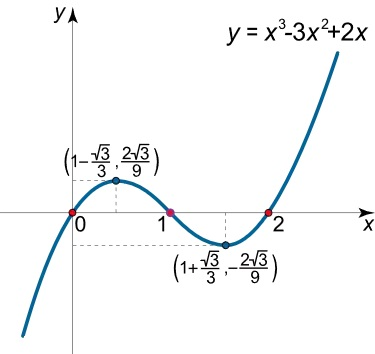 y
y = x³-3x²+2x
(1-√3/3, 2√3/9)
0 1 2 x
(1+√3/3, -2√3/9)